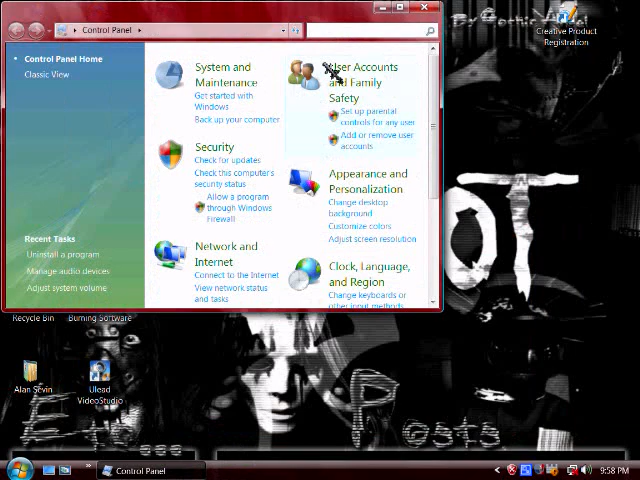 Control Panel
Control Panel Home
Classic View
Recent Tasks
Uninstall a program
Manage audio devices
Adjust system volume
System and
Maintenance
Get started with
Windows
Back up your computer
Security
Check for updates
Check this computer's
security status
Allow a program
through Windows
Firewall
Network and
Internet
Connect to the Internet
View network status
and tasks
User Accounts
and Family
Safety
Set up parental
controls for any user
Add or remove user
accounts
Appearance and
Personalization
Change desktop
background
Customize colors
Adjust screen resolution
Clock, Language,
and Region
Change keyboards or
other input methods
By Gothic
Creative Product
Registration
Recycle Bin
Burning Software
Alan Sevin
Ulead
VideoStudio
Control Panel
9:58 PM